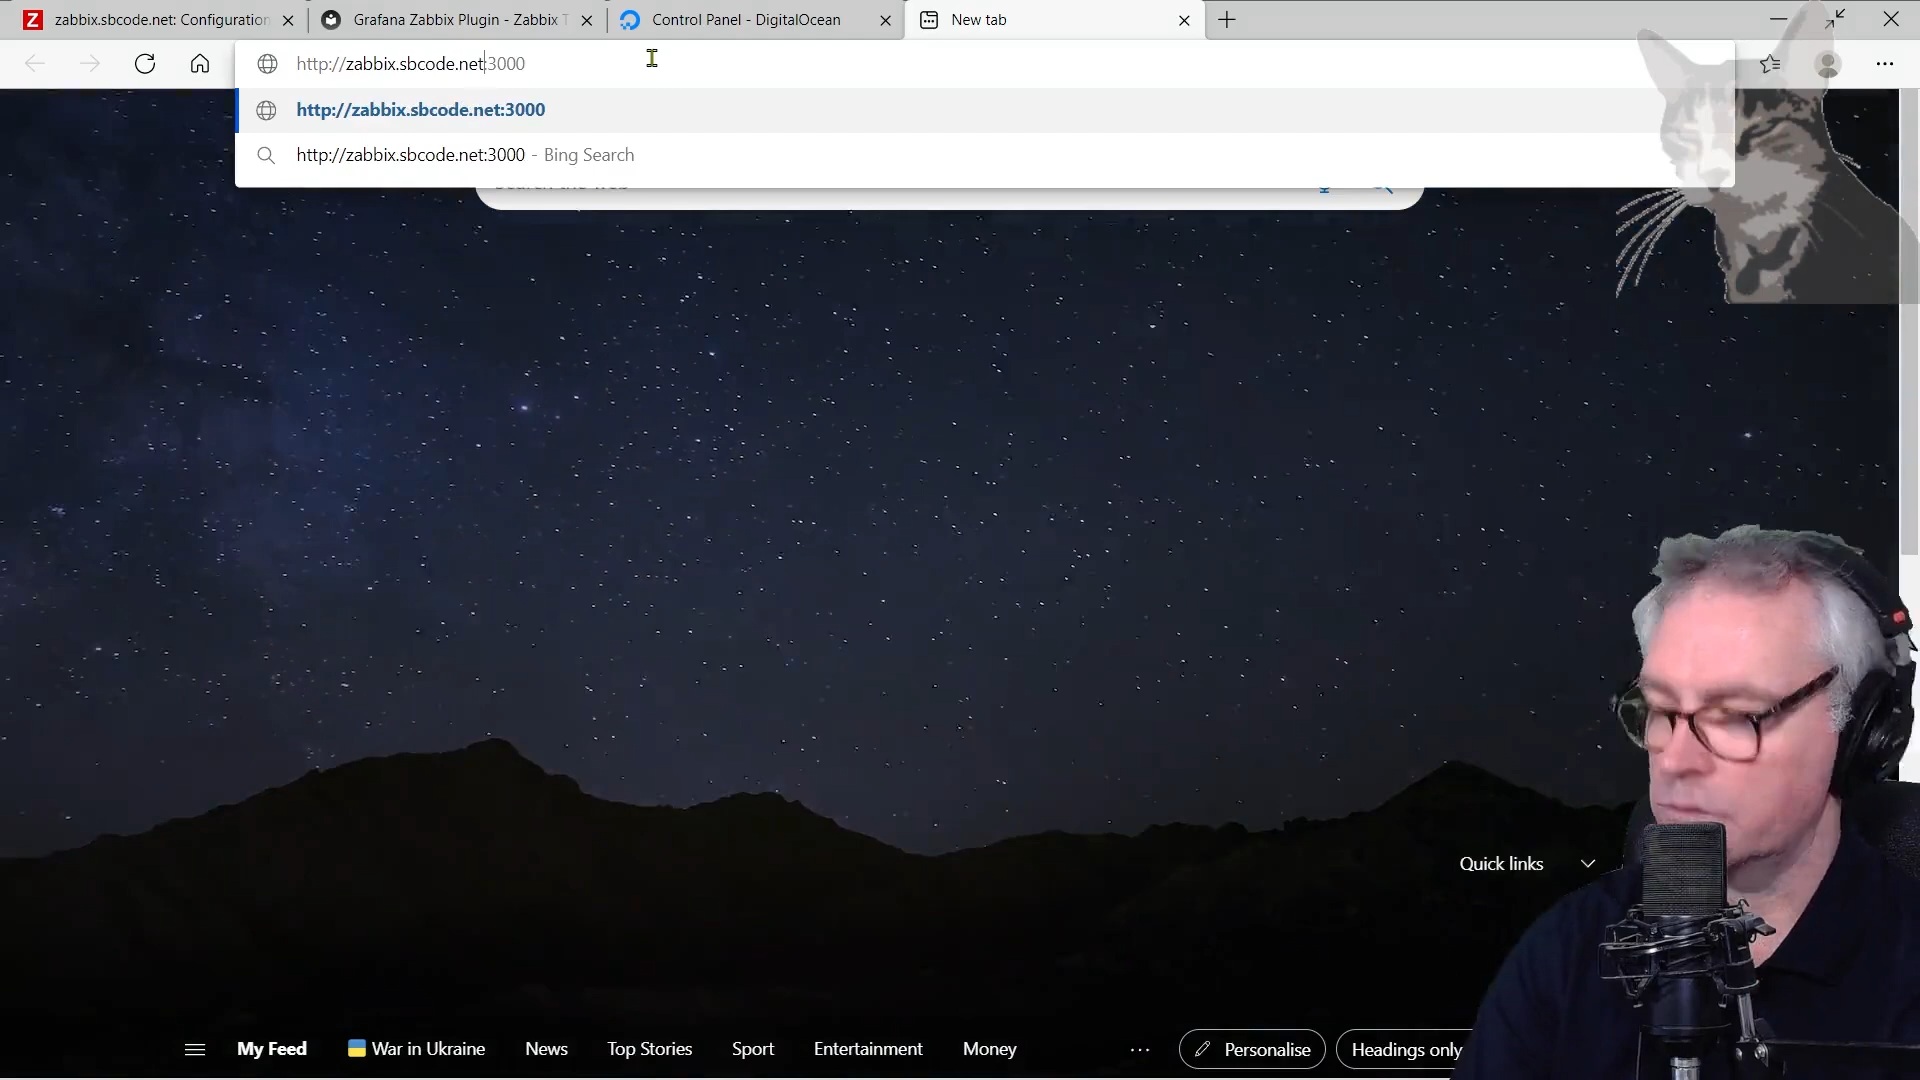 zabbix.sbcode.net: Configuration
Grafana Zabbix Plugin - Zabbix T
Control Panel - DigitalOcean
New tab
http://zabbix.sbcode.net:3000
http://zabbix.sbcode.net:3000
http://zabbix.sbcode.net:3000 - Bing Search
Quick links
My Feed
War in Ukraine
News
Top Stories
Sport
Entertainment
Money
Personalise
Headings only